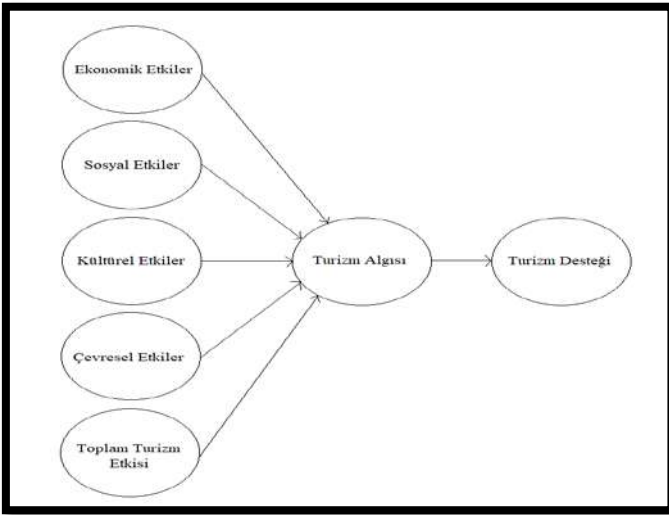 Ekonomik Etkiler
Sosyal Etkiler
Kültürel Etkiler
Turizm Algısı
Turizm Desteği
Çevresel Etkiler
Toplam Turizm
Etkisi